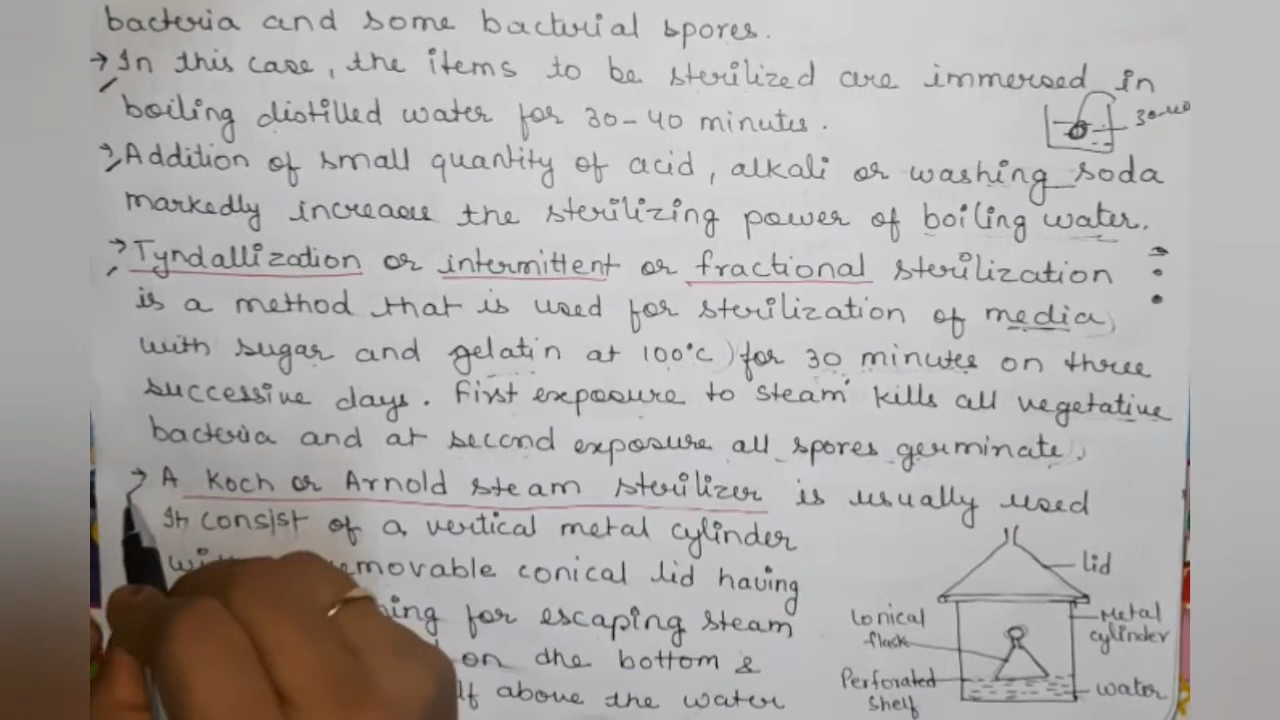 bacteria and some bacterial spores.
→ In this case, the items to be sterilized are immersed in
boiling distilled water for 30-40 minutes.
→ Addition of small quantity of acid, alkali or washing soda
markedly increase the sterilizing power of boiling water.
→ Tyndallization or intermittent or fractional sterilization
is a method that is used for sterilization of media
with sugar and gelatin at 100°c for 30 minutes on three
successive days. First exposure to steam kills all vegetative
bacteria and at second exposure all spores germinate.
→ A Koch or Arnold steam sterilizer is usually used
It consist of a vertical metal cylinder
removable conical lid having
for escaping steam
on the bottom &
above the water
lid
Conical
flask
Metal
cylinder
Perforated
shelf
water